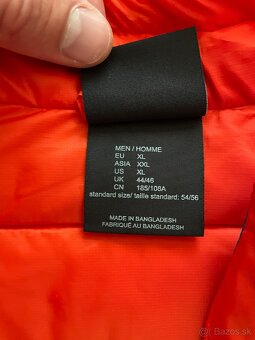 MEN / HOMME
EU XL
ASIA XXL
US XL
UK 44/46
CN 185/108A
standard size/ taille standard: 54/56
MADE IN BANGLADESH
FABRIQUÉ AU BANGLADESH
Bazos.sk